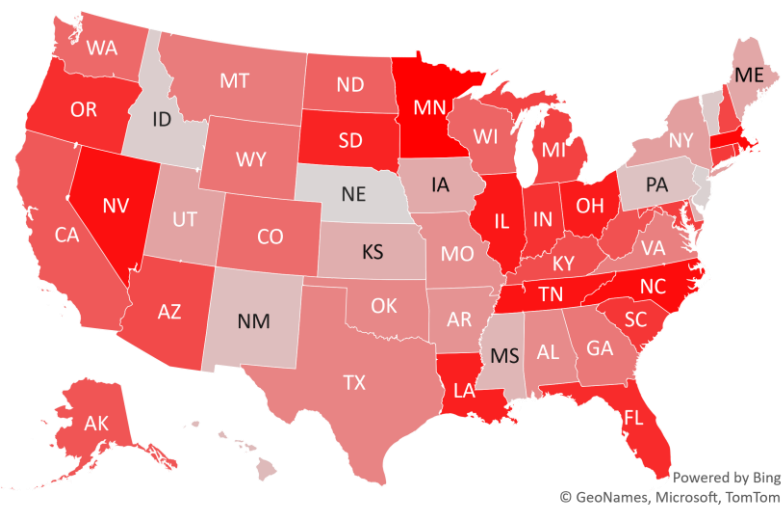 WA
MT
ND
MN
ME
OR
ID
SD
WI
MI
NY
WY
NE
IA
PA
NV
UT
CO
IL
IN
OH
CA
KS
MO
KY
VA
AZ
NM
OK
TN
NC
AR
SC
TX
MS
AL
GA
LA
AK
FL
Powered by Bing
© GeoNames, Microsoft, TomTom